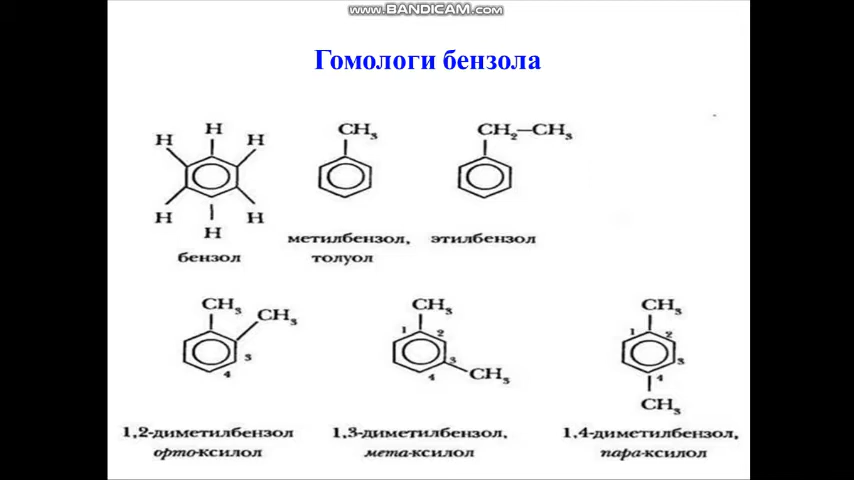 www.BANDICAM.com
Гомологи бензола
H
H
H
H
H
H
бензол
CH₃
метилбензол,
толуол
CH₂—CH₃
этилбензол
CH₃
CH₃
3
4
1,2-диметилбензол
орто-ксилол
CH₃
1
2
3
4
CH₃
1,3-диметилбензол,
мета-ксилол
CH₃
1
2
3
4
CH₃
1,4-диметилбензол,
пара-ксилол